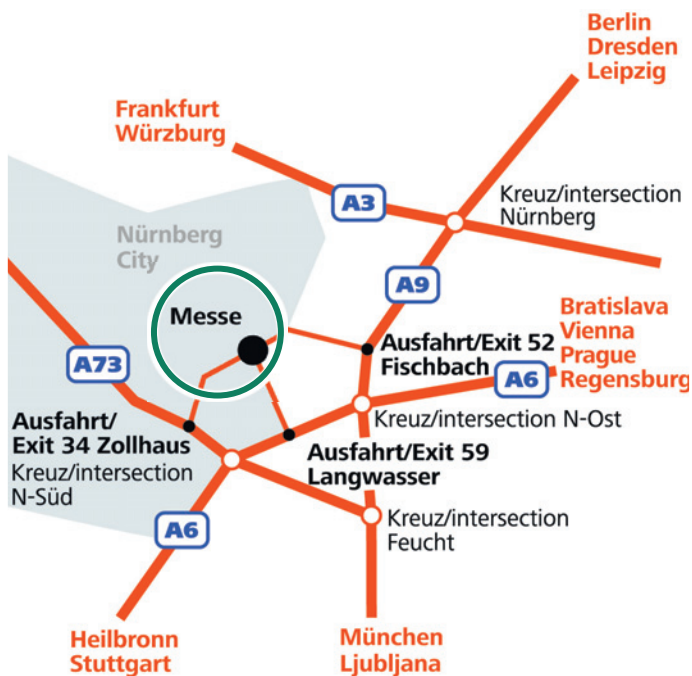 Berlin
Dresden
Leipzig
Frankfurt
Würzburg
A3
Kreuz/intersection
Nürnberg
Nürnberg
City
A9
Messe
Bratislava
Vienna
Prague
Regensburg
Ausfahrt/Exit 52
Fischbach
A73
A6
Ausfahrt/
Exit 34 Zollhaus
Kreuz/intersection
N-Süd
Kreuz/intersection N-Ost
Ausfahrt/Exit 59
Langwasser
A6
Kreuz/intersection
Feucht
Heilbronn
Stuttgart
München
Ljubljana